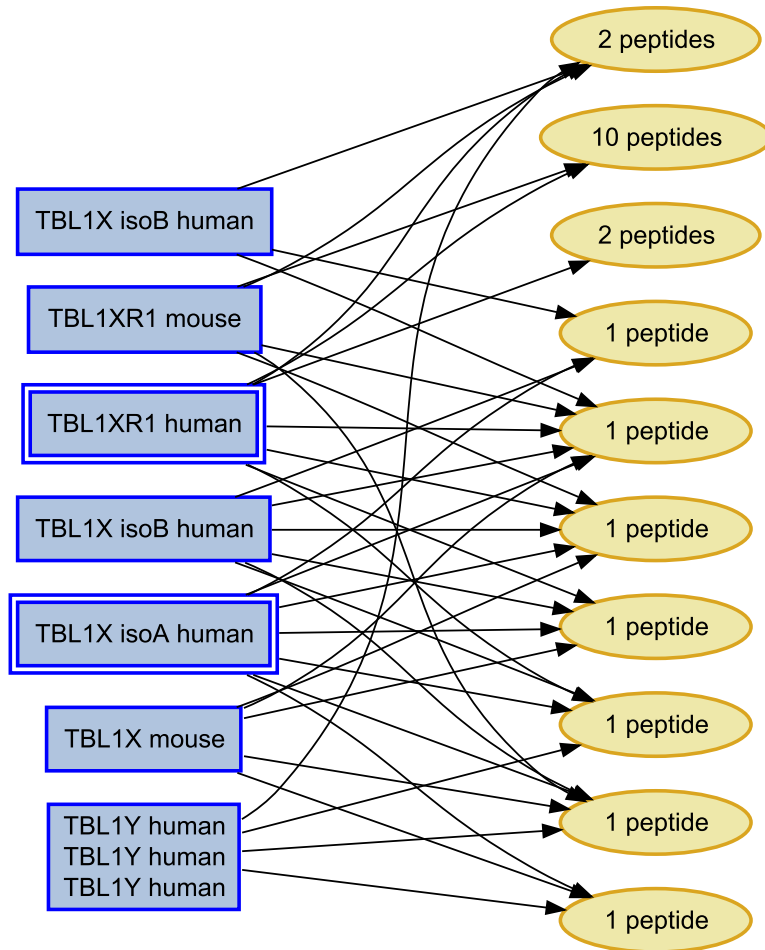 2 peptides
10 peptides
TBL1X isoB human
2 peptides
TBL1XR1 mouse
1 peptide
TBL1XR1 human
1 peptide
TBL1X isoB human
1 peptide
TBL1X isoA human
1 peptide
TBL1X mouse
1 peptide
TBL1Y human
TBL1Y human
TBL1Y human
1 peptide
1 peptide